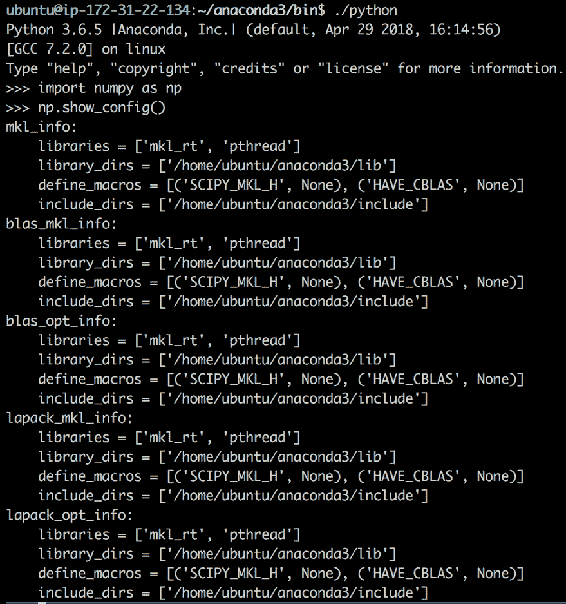 ubuntu@ip-172-31-22-134:~/anaconda3/bin$ ./python
Python 3.6.5 |Anaconda, Inc.| (default, Apr 29 2018, 16:14:56)
[GCC 7.2.0] on linux
Type "help", "copyright", "credits" or "license" for more information.
>>> import numpy as np
>>> np.show_config()
mkl_info:
    libraries = ['mkl_rt', 'pthread']
    library_dirs = ['/home/ubuntu/anaconda3/lib']
    define_macros = [('SCIPY_MKL_H', None), ('HAVE_CBLAS', None)]
    include_dirs = ['/home/ubuntu/anaconda3/include']
blas_mkl_info:
    libraries = ['mkl_rt', 'pthread']
    library_dirs = ['/home/ubuntu/anaconda3/lib']
    define_macros = [('SCIPY_MKL_H', None), ('HAVE_CBLAS', None)]
    include_dirs = ['/home/ubuntu/anaconda3/include']
blas_opt_info:
    libraries = ['mkl_rt', 'pthread']
    library_dirs = ['/home/ubuntu/anaconda3/lib']
    define_macros = [('SCIPY_MKL_H', None), ('HAVE_CBLAS', None)]
    include_dirs = ['/home/ubuntu/anaconda3/include']
lapack_mkl_info:
    libraries = ['mkl_rt', 'pthread']
    library_dirs = ['/home/ubuntu/anaconda3/lib']
    define_macros = [('SCIPY_MKL_H', None), ('HAVE_CBLAS', None)]
    include_dirs = ['/home/ubuntu/anaconda3/include']
lapack_opt_info:
    libraries = ['mkl_rt', 'pthread']
    library_dirs = ['/home/ubuntu/anaconda3/lib']
    define_macros = [('SCIPY_MKL_H', None), ('HAVE_CBLAS', None)]
    include_dirs = ['/home/ubuntu/anaconda3/include']